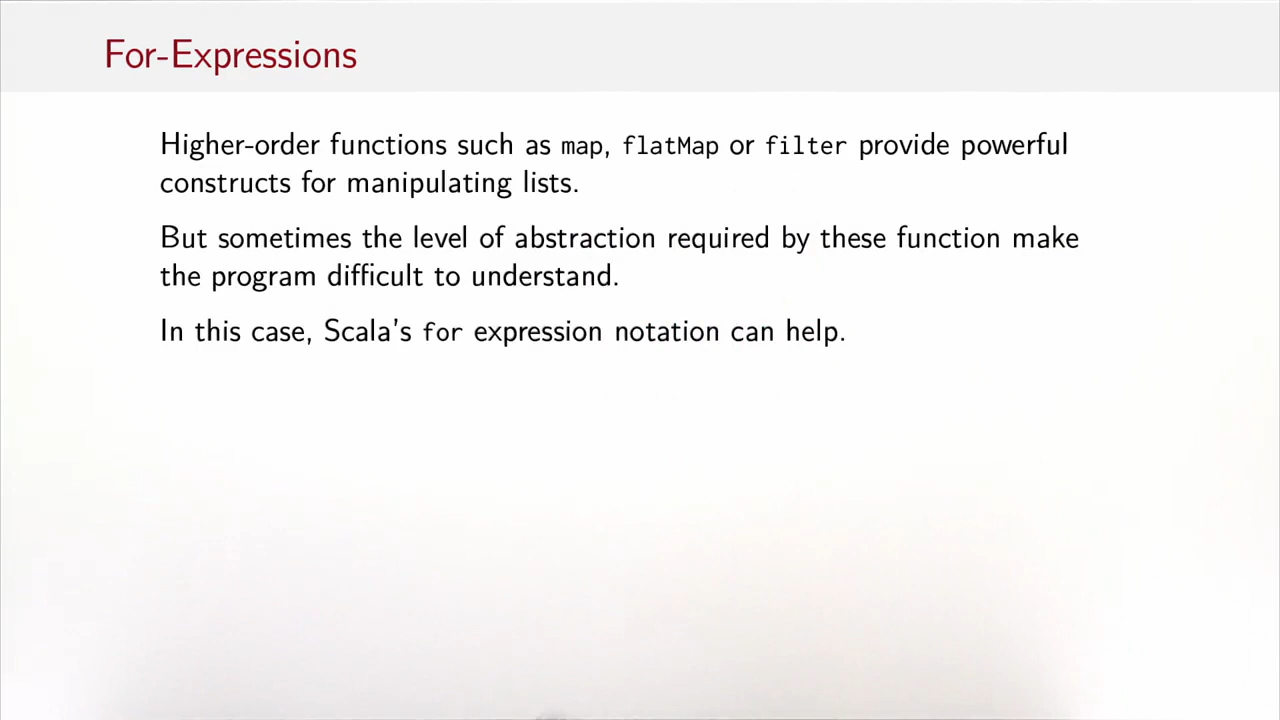 For-Expressions
Higher-order functions such as map, flatMap or filter provide powerful
constructs for manipulating lists.
But sometimes the level of abstraction required by these function make
the program difficult to understand.
In this case, Scala's for expression notation can help.